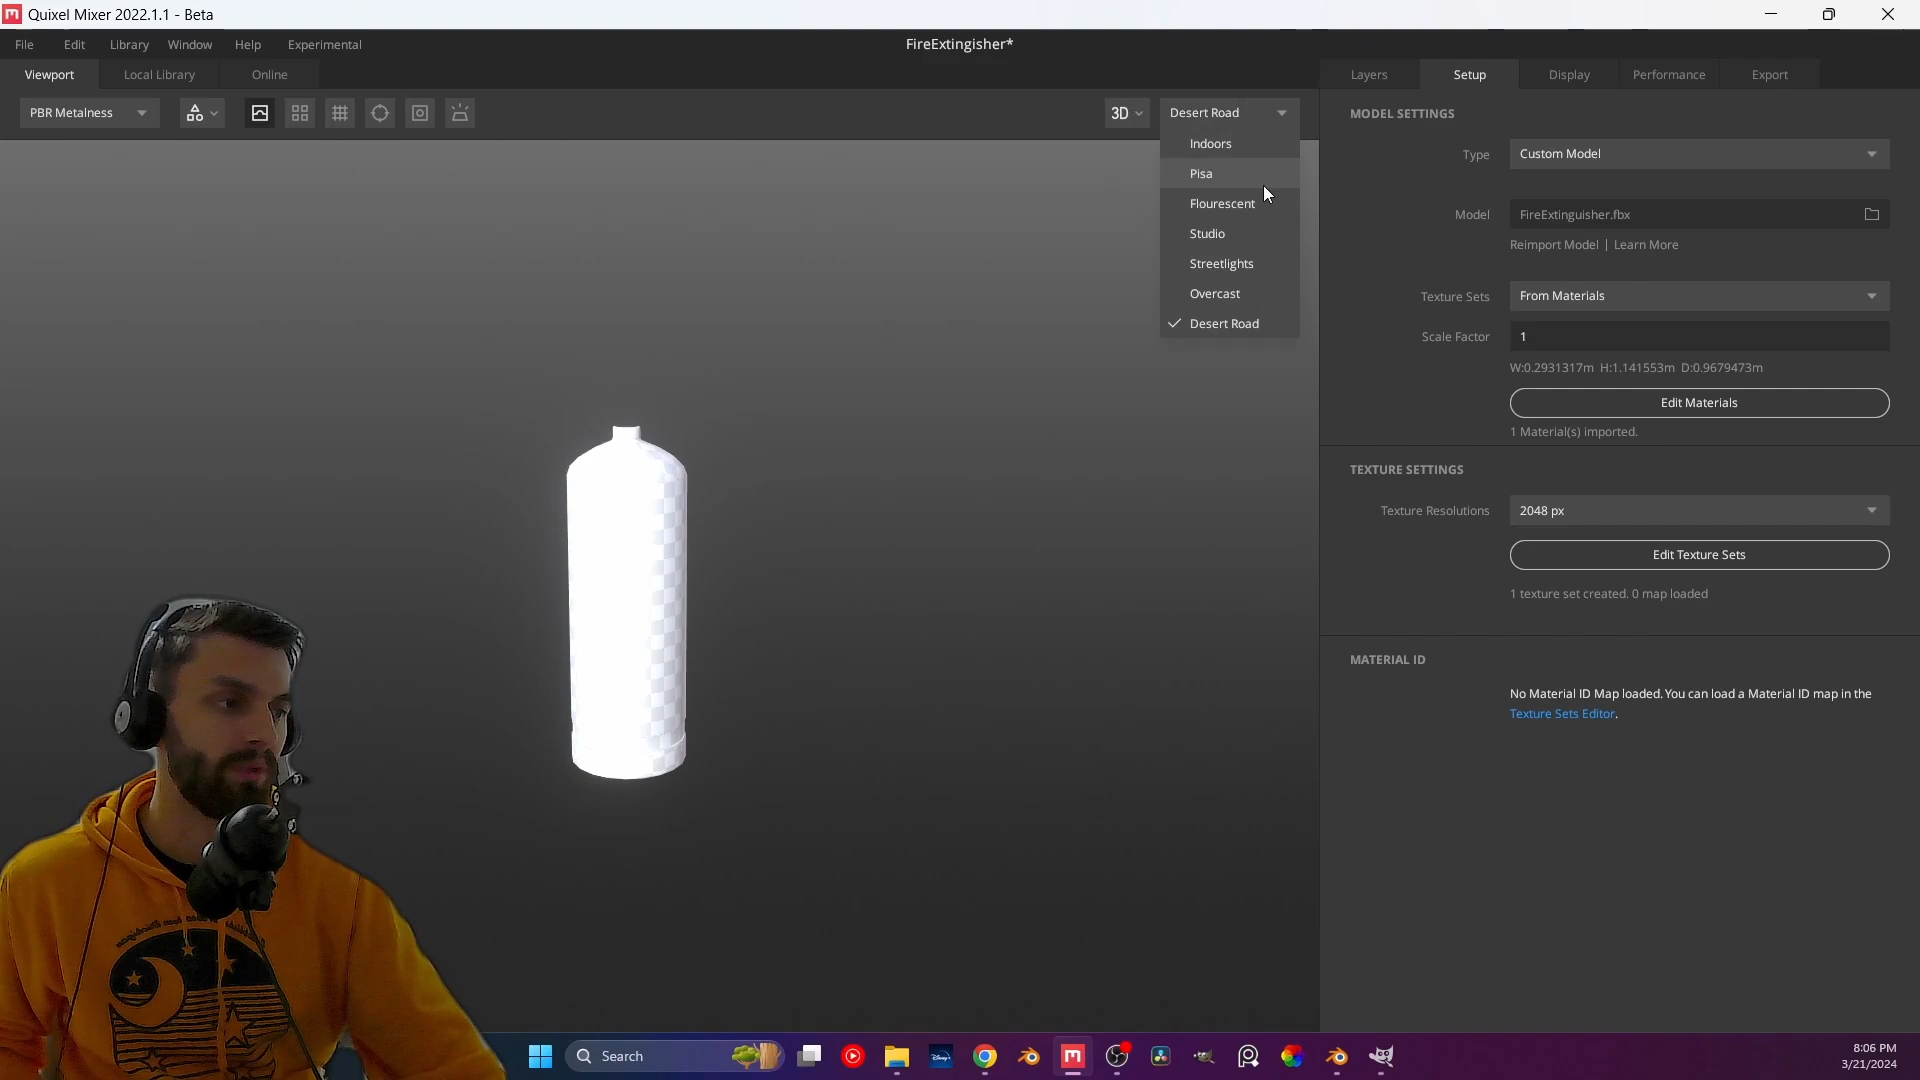 Quixel Mixer 2022.1.1 - Beta
File Edit Library Window Help Experimental
FireExtingisher*
Viewport Local Library Online
Layers Setup Display Performance Export
PBR Metalness
3D
Desert Road
Indoors
Pisa
Flourescent
Studio
Streetlights
Overcast
Desert Road
MODEL SETTINGS
Type Custom Model
Model FireExtinguisher.fbx
Reimport Model | Learn More
Texture Sets From Materials
Scale Factor 1
W:0.2931317m H:1.141553m D:0.9679473m
Edit Materials
1 Material(s) imported.
TEXTURE SETTINGS
Texture Resolutions 2048 px
Edit Texture Sets
1 texture set created. 0 map loaded
MATERIAL ID
No Material ID Map loaded. You can load a Material ID map in the
Texture Sets Editor.
Search
8:06 PM
3/21/2024